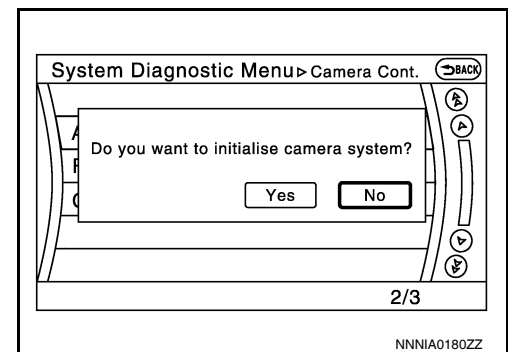 System Diagnostic Menu▷Camera Cont.
BACK
Do you want to initialise camera system?
Yes
No
2/3
NNNIA0180ZZ